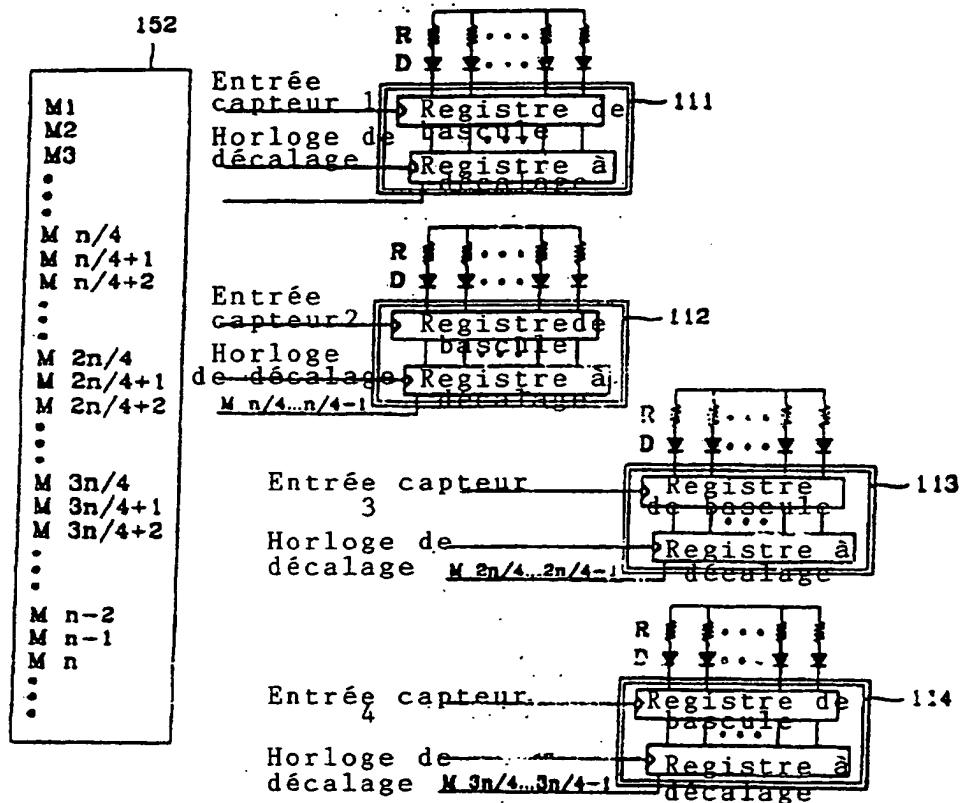 152
M1
M2
M3
M n/4
M n/4+1
M n/4+2
M 2n/4
M 2n/4+1
M 2n/4+2
M 3n/4
M 3n/4+1
M 3n/4+2
M n-2
M n-1
M n
R
D
Entrée
capteur 1
Horloge de
décalage
Registre de
bascule
Registre à
décalage
111
R
D
Entrée
capteur2
Horloge
de décalage
M n/4...n/4-1
Registrede
bascule
Registre à
décalage
112
R
D
Entrée capteur
3
Horloge de
décalage
M 2n/4...2n/4-1
Registre
de bascule
Registre à
décalage
113
R
D
Entrée capteur
4
Horloge de
décalage
M 3n/4...3n/4-1
Registre de
bascule
Registre à
décalage
114